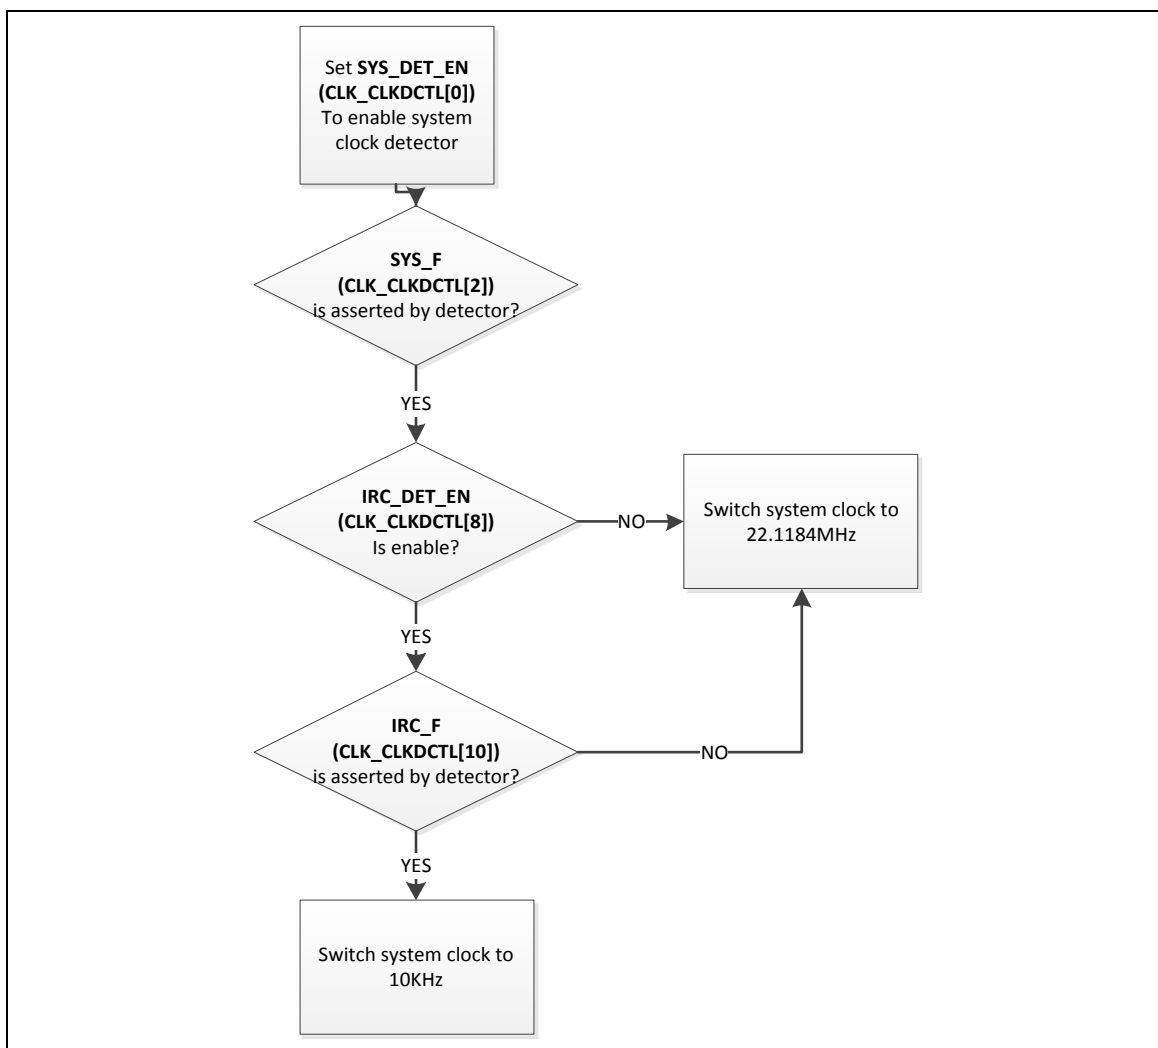 Set SYS_DET_EN
(CLK_CLKDCTL[0])
To enable system
clock detector
SYS_F
(CLK_CLKDCTL[2])
is asserted by detector?
YES
IRC_DET_EN
(CLK_CLKDCTL[8])
Is enable?
NO
Switch system clock to
22.1184MHz
YES
IRC_F
(CLK_CLKDCTL[10])
is asserted by detector?
NO
YES
Switch system clock to
10KHz